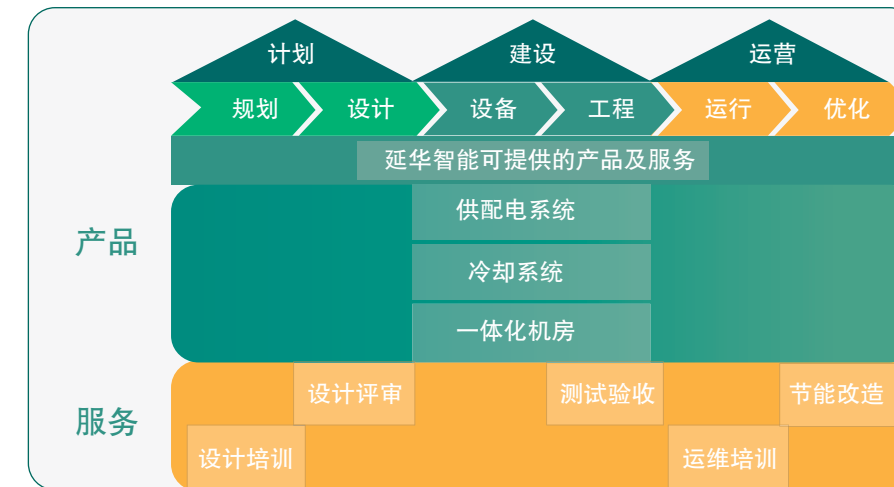 计划 建设 运营
规划 设计 设备 工程 运行 优化
延华智能可提供的产品及服务
产品
供配电系统
冷却系统
一体化机房
服务
设计评审 测试验收 节能改造
设计培训 运维培训